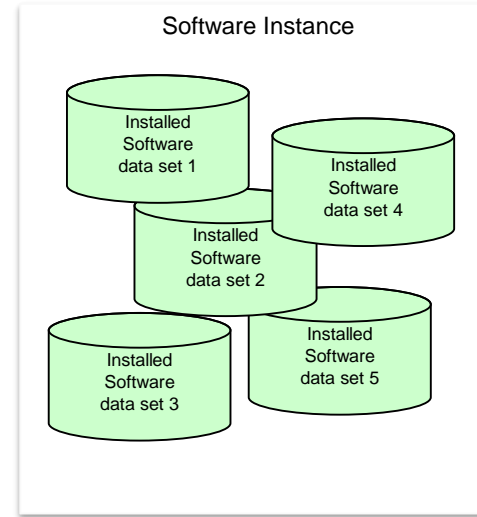 Software Instance
Installed
Software
data set 1
Installed
Software
data set 4
Installed
Software
data set 2
Installed
Software
data set 3
Installed
Software
data set 5